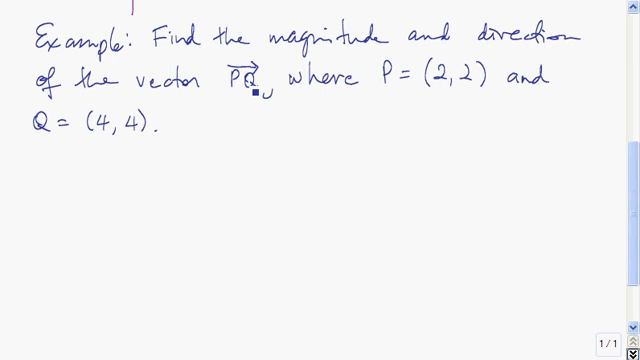 Example: Find the magnitude and direction
of the vector PQ, where P = (2, 2) and
Q = (4, 4).
1 / 1